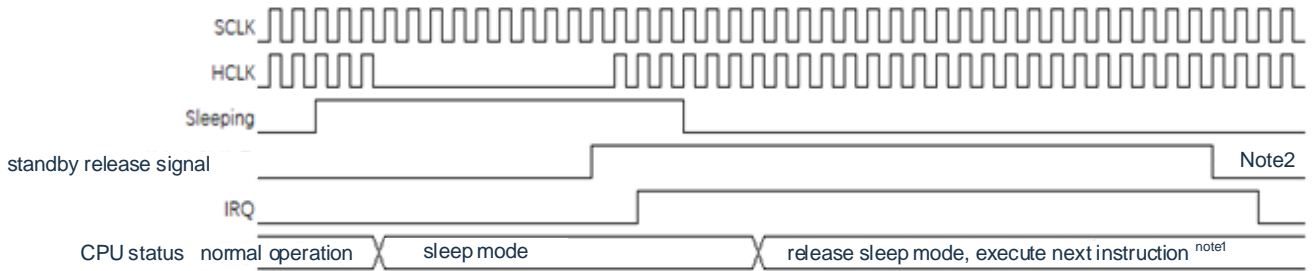 SCLK
HCLK
Sleeping
standby release signal Note2
IRQ
CPU status normal operation sleep mode release sleep mode, execute next instruction note1